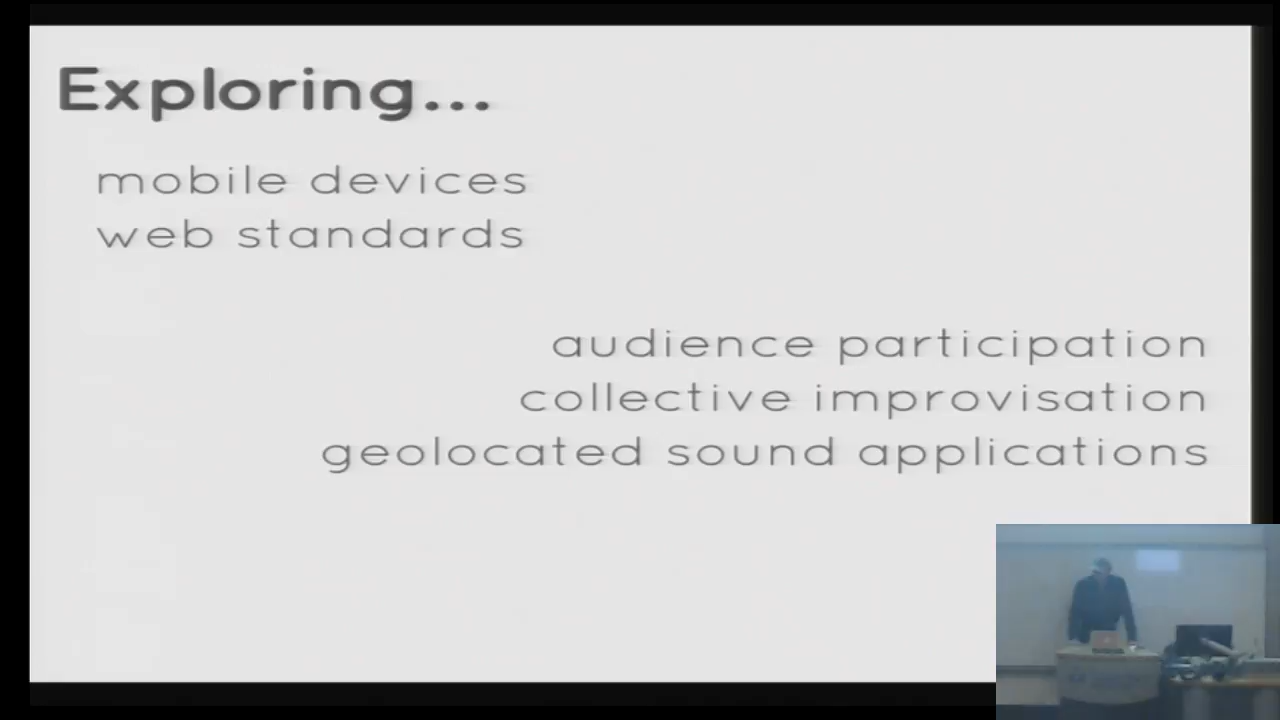 Exploring...
mobile devices
web standards
audience participation
collective improvisation
geolocated sound applications